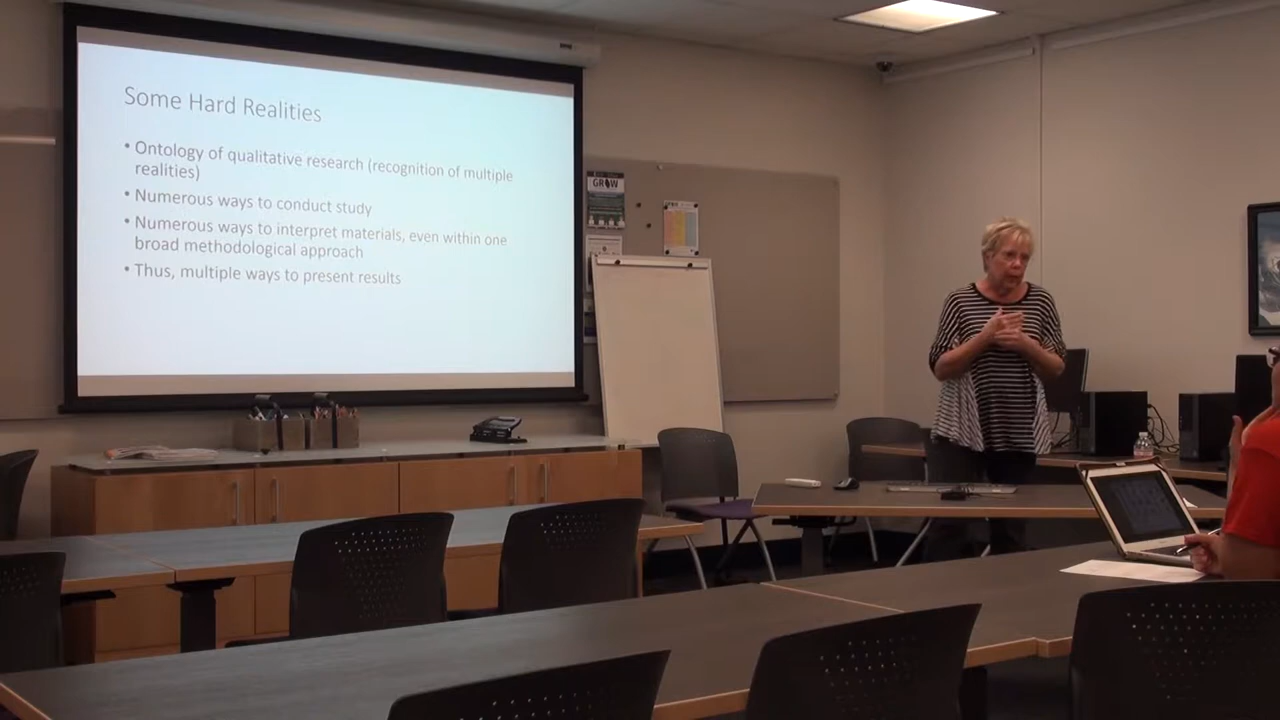 Some Hard Realities
• Ontology of qualitative research (recognition of multiple
realities)
• Numerous ways to conduct study
• Numerous ways to interpret materials, even within one
broad methodological approach
• Thus, multiple ways to present results
GROW